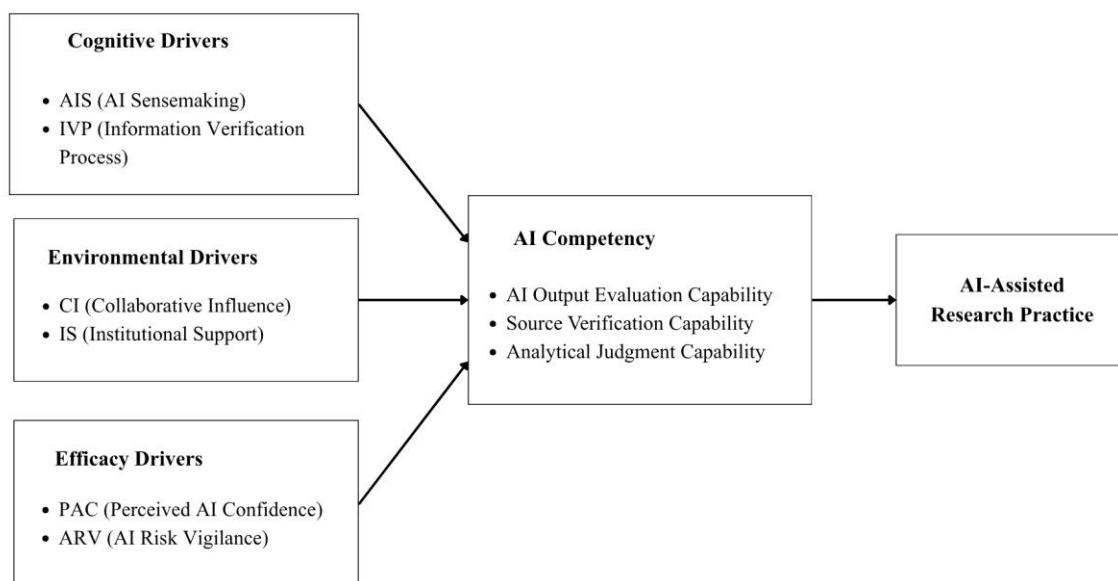 Cognitive Drivers
• AIS (AI Sensemaking)
• IVP (Information Verification
Process)
Environmental Drivers
• CI (Collaborative Influence)
• IS (Institutional Support)
Efficacy Drivers
• PAC (Perceived AI Confidence)
• ARV (AI Risk Vigilance)
AI Competency
• AI Output Evaluation Capability
• Source Verification Capability
• Analytical Judgment Capability
AI-Assisted
Research Practice